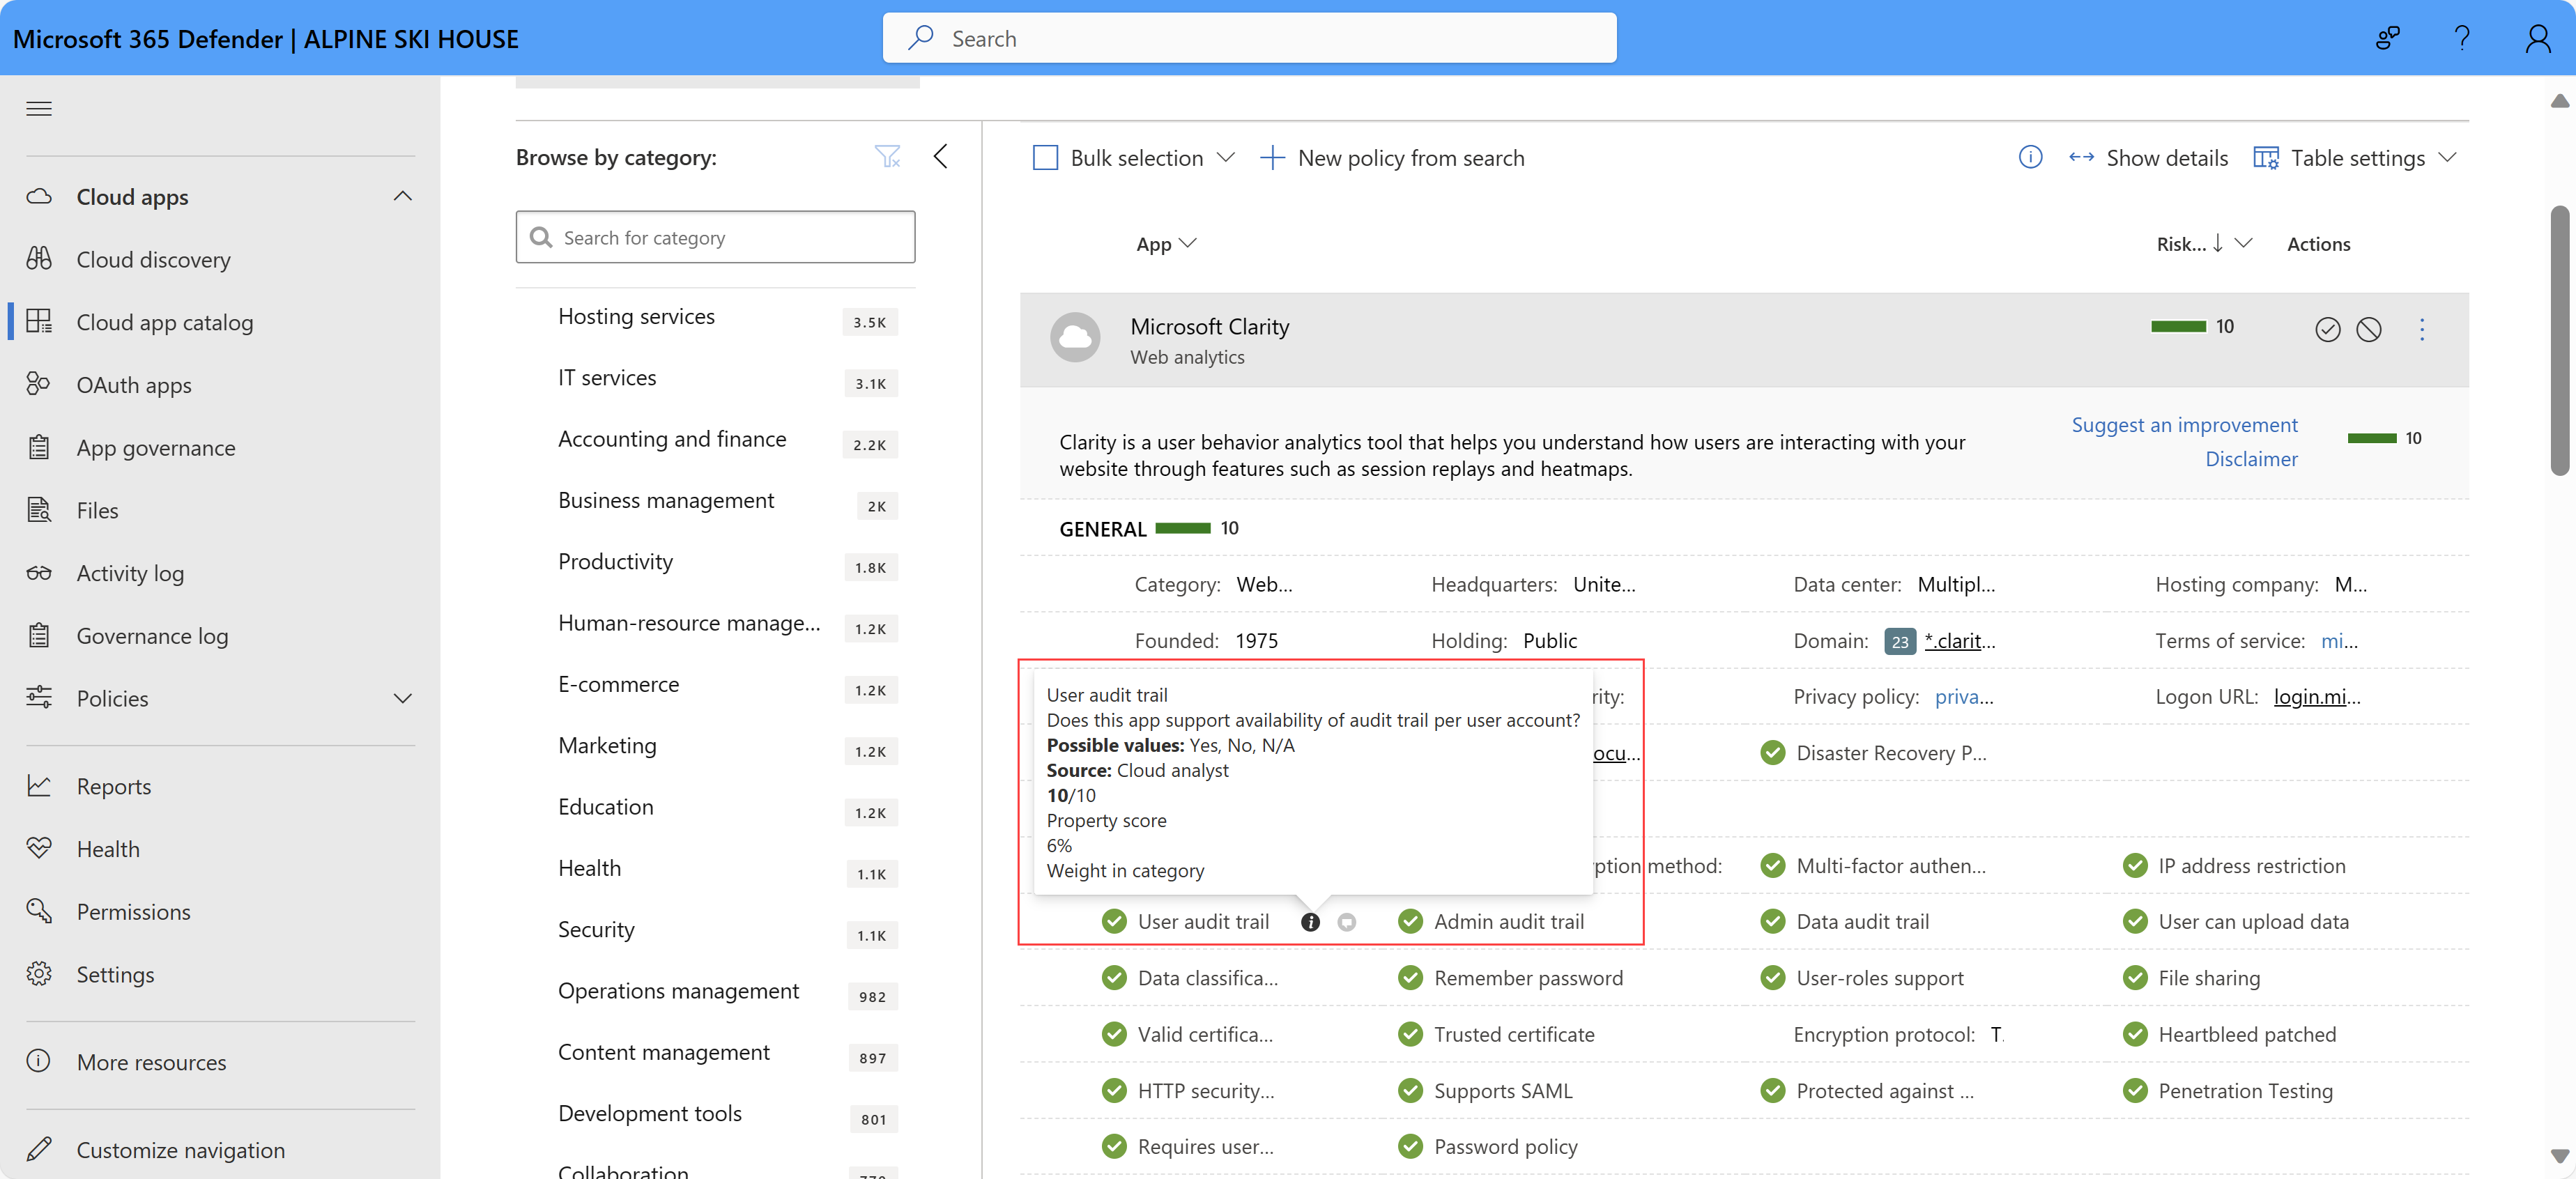 Microsoft 365 Defender | ALPINE SKI HOUSE
Search
Cloud apps
Cloud discovery
Cloud app catalog
OAuth apps
App governance
Files
Activity log
Governance log
Policies
Reports
Health
Permissions
Settings
More resources
Customize navigation
Browse by category:
Search for category
Hosting services 3.5K
IT services 3.1K
Accounting and finance 2.2K
Business management 2K
Productivity 1.8K
Human-resource manage... 1.2K
E-commerce 1.2K
Marketing 1.2K
Education 1.2K
Health 1.1K
Security 1.1K
Operations management 982
Content management 897
Development tools 801
Collaboration
Bulk selection New policy from search Show details Table settings
App Risk... Actions
Microsoft Clarity 10
Web analytics
Clarity is a user behavior analytics tool that helps you understand how users are interacting with your
website through features such as session replays and heatmaps.
Suggest an improvement 10
Disclaimer
GENERAL 10
Category: Web... Headquarters: Unite... Data center: Multipl... Hosting company: M...
Founded: 1975 Holding: Public Domain: 23 *.clarit... Terms of service: mi...
rity: Privacy policy: priva... Logon URL: login.mi...
ocu... Disaster Recovery P...
User audit trail
Does this app support availability of audit trail per user account?
Possible values: Yes, No, N/A
Source: Cloud analyst
10/10
Property score
6%
Weight in category
ption method: Multi-factor authen... IP address restriction
User audit trail Admin audit trail Data audit trail User can upload data
Data classifica... Remember password User-roles support File sharing
Valid certifica... Trusted certificate Encryption protocol: T. Heartbleed patched
HTTP security... Supports SAML Protected against ... Penetration Testing
Requires user... Password policy